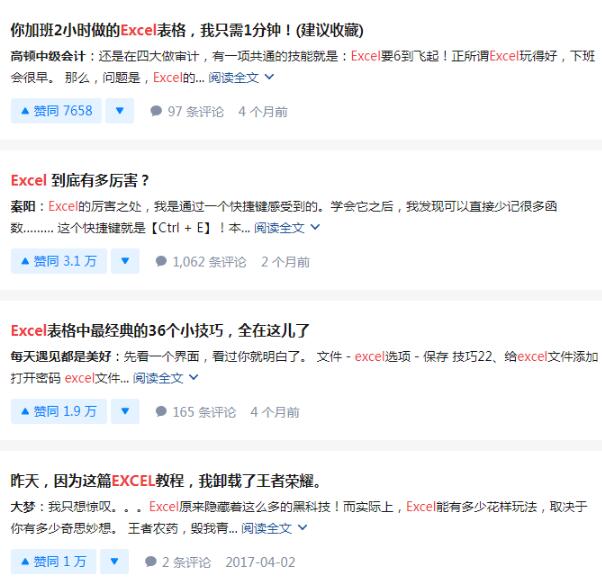 你加班2小时做的Excel表格，我只需1分钟！(建议收藏)
高顿中级会计：还是在四大做审计，有一项共通的技能就是：Excel要6到飞起！正所谓Excel玩得好，下班
会很早。 那么，问题是，Excel的... 阅读全文
赞同 7658 97 条评论 4 个月前
Excel 到底有多厉害？
秦阳：Excel的厉害之处，我是通过一个快捷键感受到的。学会它之后，我发现可以直接少记很多函
数......... 这个快捷键就是【Ctrl + E】！本... 阅读全文
赞同 3.1 万 1,062 条评论 2 个月前
Excel表格中最经典的36个小技巧，全在这儿了
每天遇见都是美好：先看一个界面，看过你就明白了。 文件 - excel选项 - 保存 技巧22、给excel文件添加
打开密码 excel文件... 阅读全文
赞同 1.9 万 165 条评论 4 个月前
昨天，因为这篇EXCEL教程，我卸载了王者荣耀。
大梦：我只想惊叹。。。Excel原来隐藏着这么多的黑科技！而实际上，Excel能有多少花样玩法，取决于
你有多少奇思妙想。 王者农药，毁我青... 阅读全文
赞同 1 万 2 条评论 2017-04-02